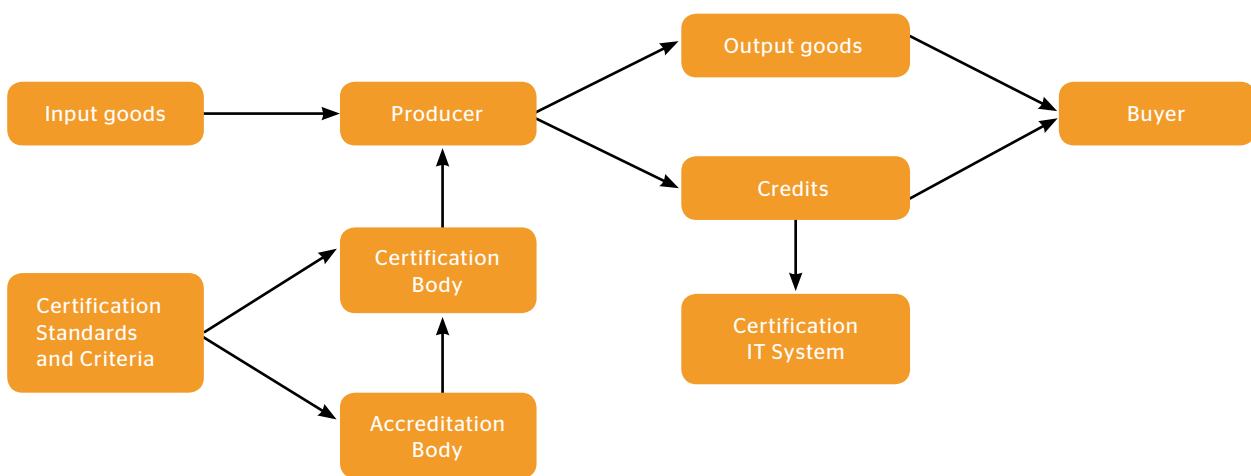 Output goods
Input goods
Producer
Buyer
Credits
Certification
Body
Certification
Standards
and Criteria
Certification
IT System
Accreditation
Body